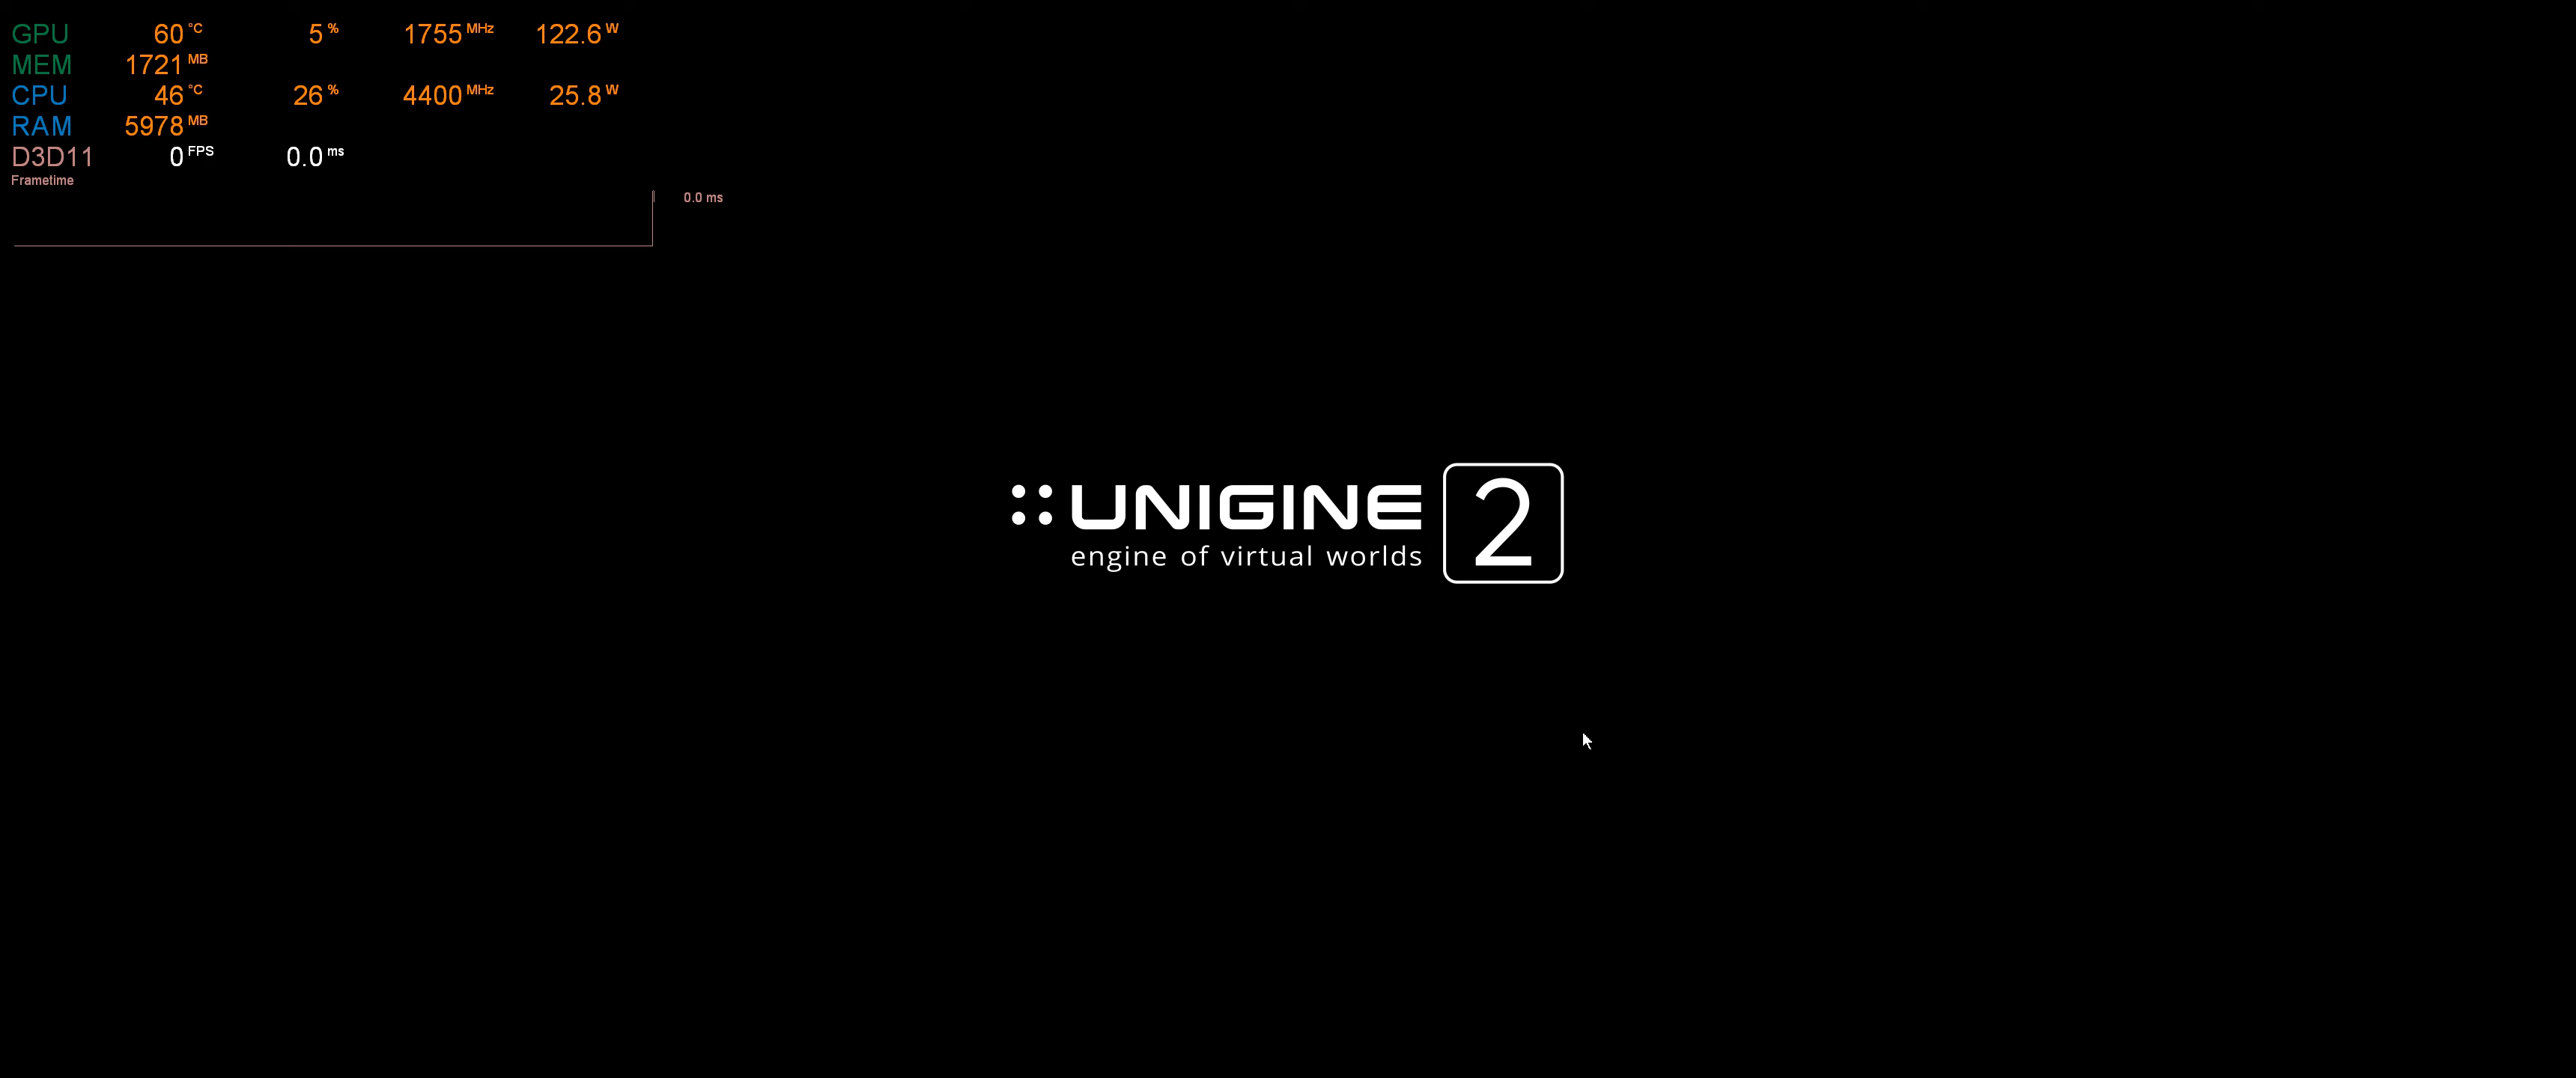 GPU 60 °C 5 % 1755 MHz 122.6 W
MEM 1721 MB
CPU 46 °C 26 % 4400 MHz 25.8 W
RAM 5978 MB
D3D11 0 FPS 0.0 ms
Frametime
0.0 ms
UNIGINE 2
engine of virtual worlds